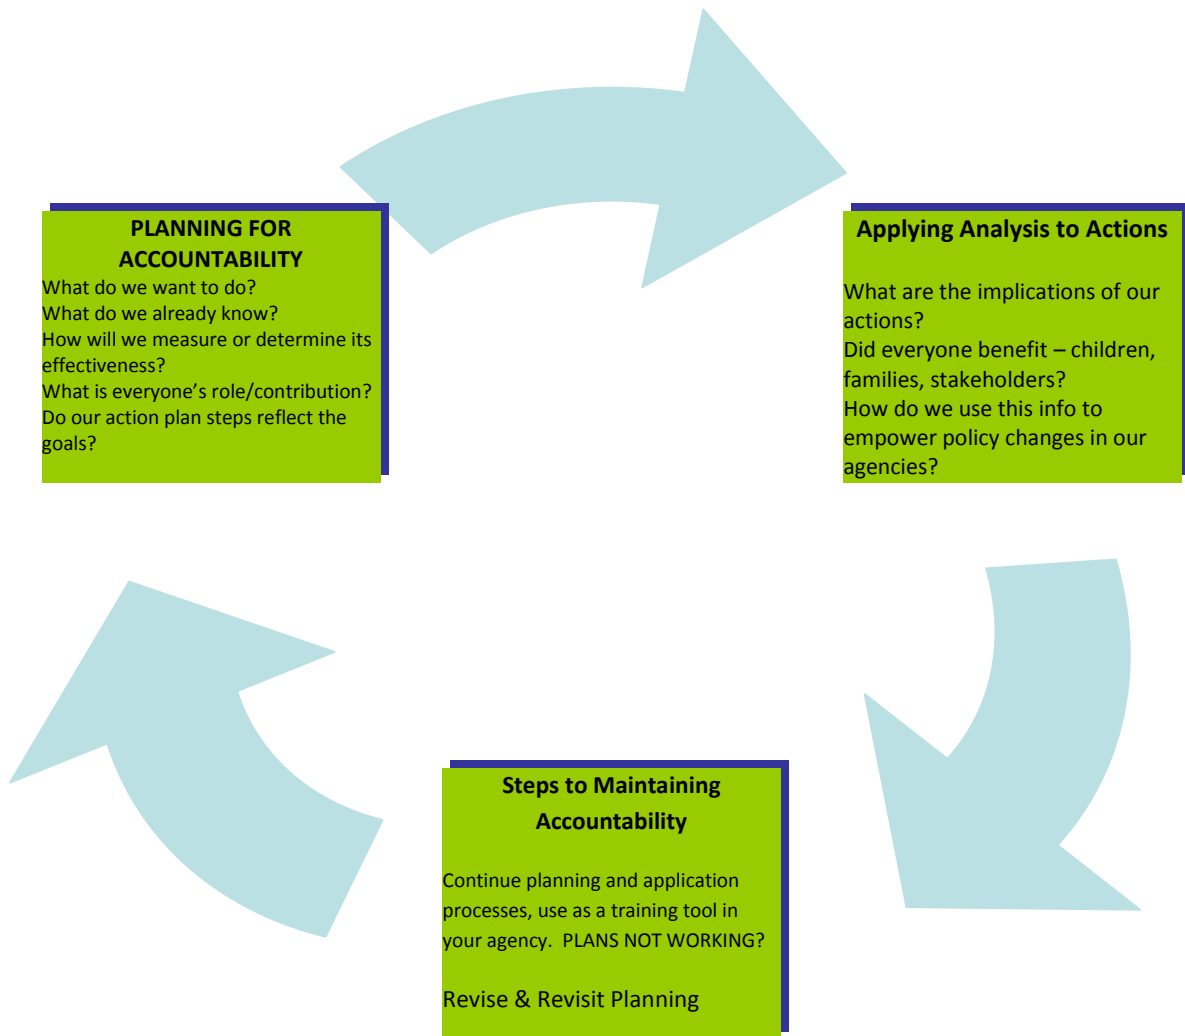 PLANNING FOR
ACCOUNTABILITY
What do we want to do?
What do we already know?
How will we measure or determine its
effectiveness?
What is everyone’s role/contribution?
Do our action plan steps reflect the
goals?
Applying Analysis to Actions
What are the implications of our
actions?
Did everyone benefit – children,
families, stakeholders?
How do we use this info to
empower policy changes in our
agencies?
Steps to Maintaining
Accountability
Continue planning and application
processes, use as a training tool in
your agency.  PLANS NOT WORKING?
Revise & Revisit Planning